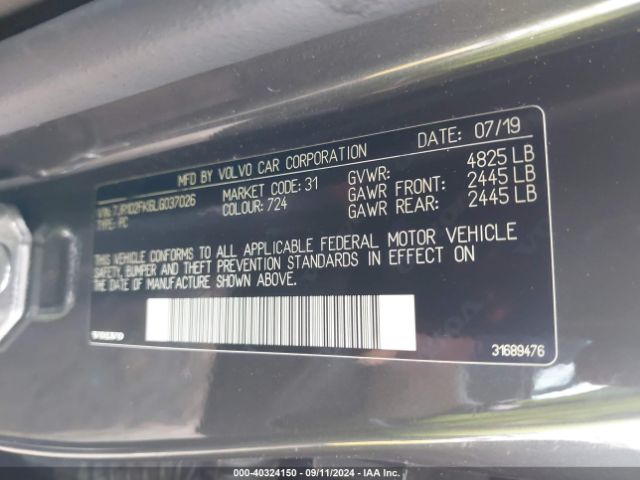 MFD BY VOLVO CAR CORPORATION DATE: 07/19
VIN: 7JR102FK6LG037026 MARKET CODE: 31 GVWR: 4825 LB
TYPE: PC COLOUR: 724 GAWR FRONT: 2445 LB
GAWR REAR: 2445 LB
THIS VEHICLE CONFORMS TO ALL APPLICABLE FEDERAL MOTOR VEHICLE
SAFETY, BUMPER AND THEFT PREVENTION STANDARDS IN EFFECT ON
THE DATE OF MANUFACTURE SHOWN ABOVE.
VOLVO 31689476
000-40324150 - 09/11/2024 - IAA Inc.